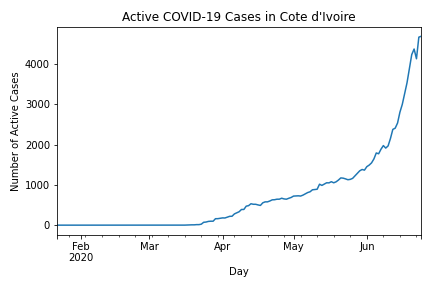 Active COVID-19 Cases in Cote d'Ivoire
Number of Active Cases
4000
3000
2000
1000
0
Feb
2020
Mar
Apr
May
Jun
Day